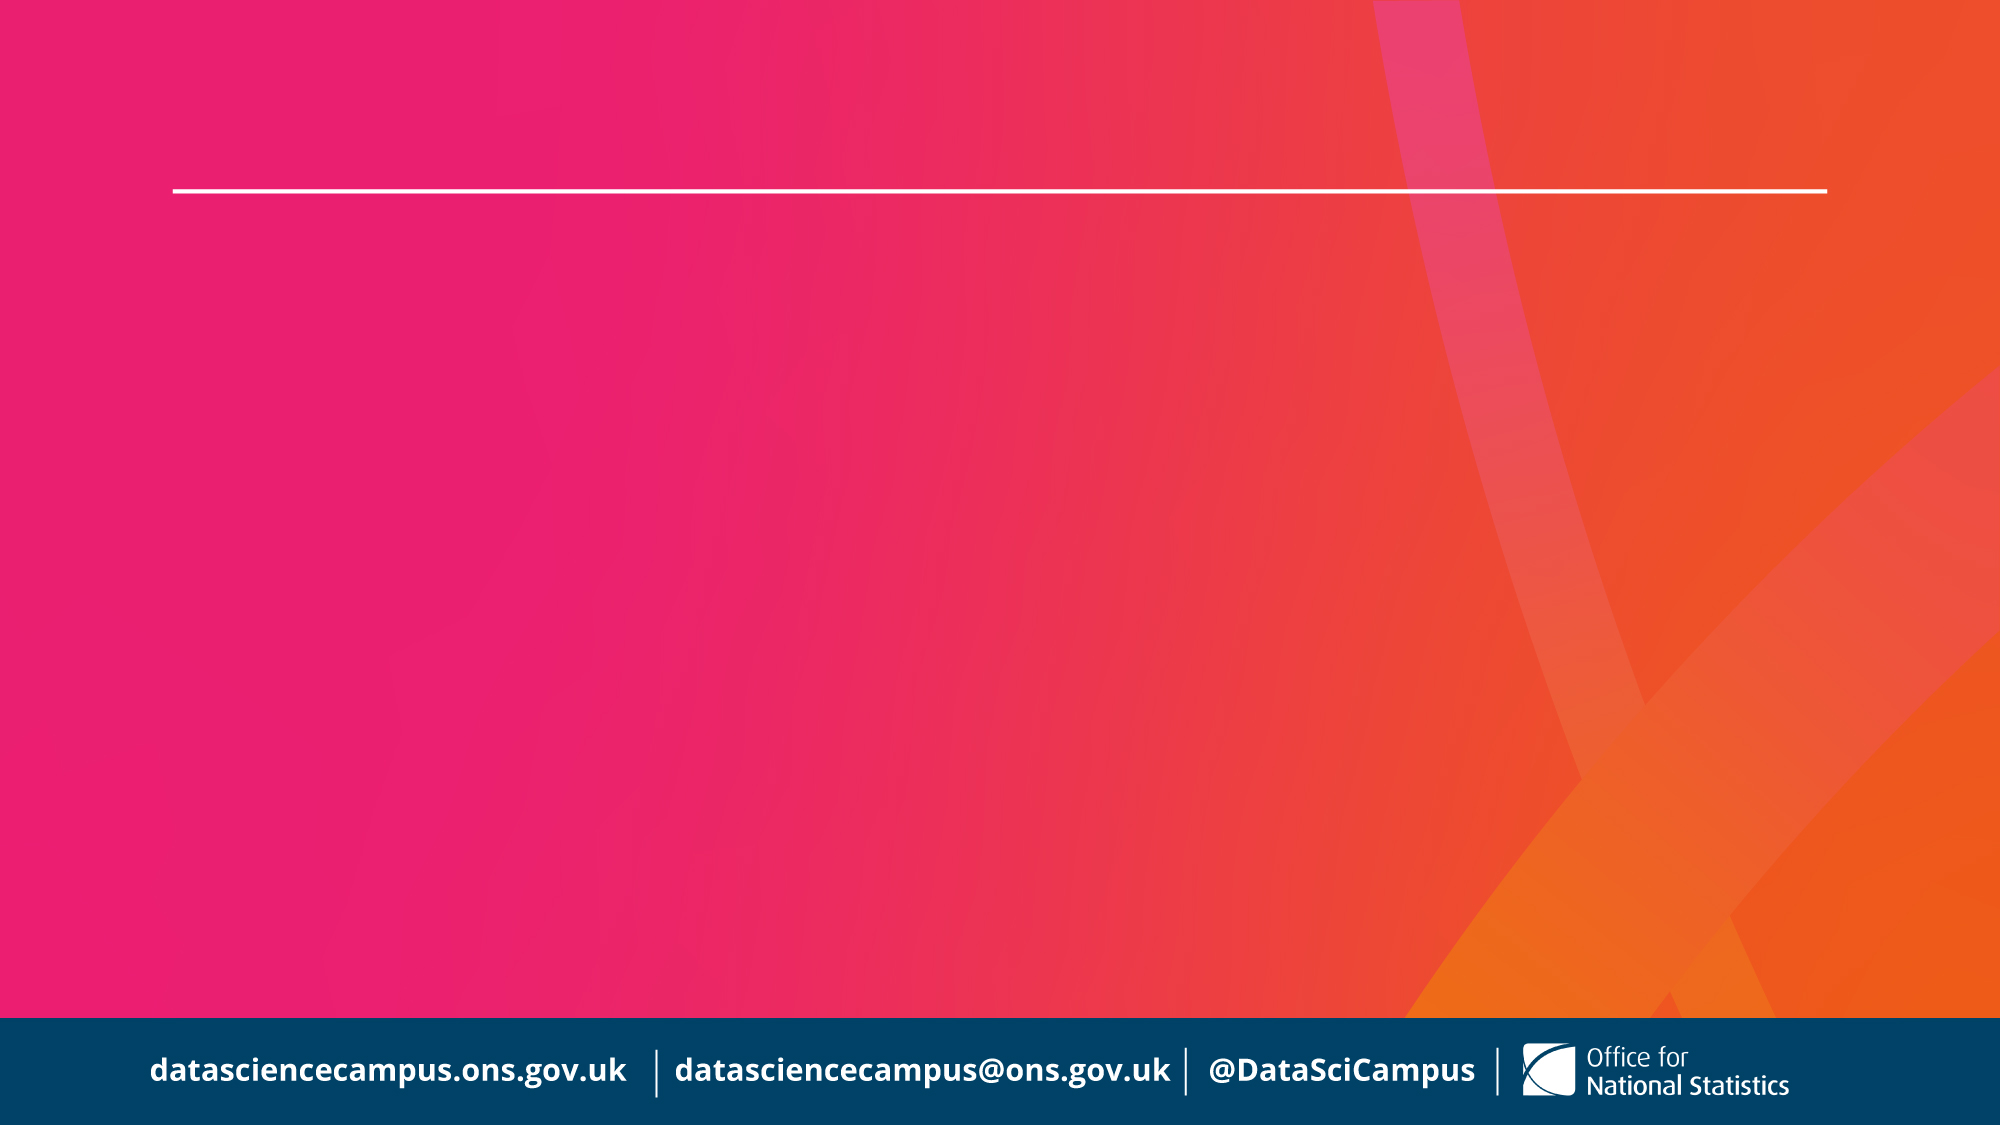 datasciencecampus.ons.gov.uk
datasciencecampus@ons.gov.uk
@DataSciCampus
Office for
National Statistics